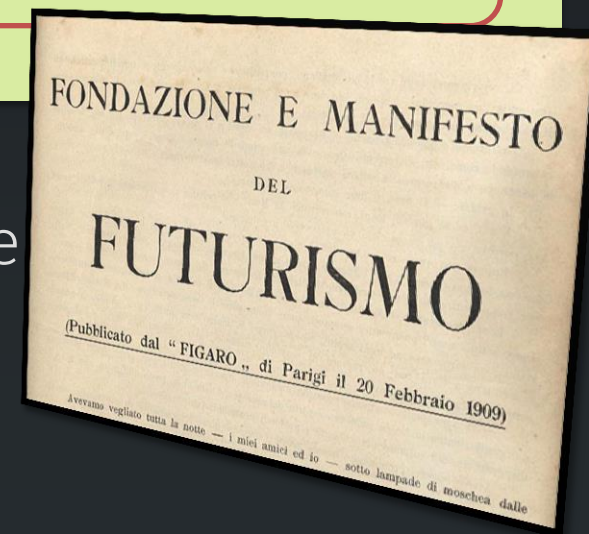 e
FONDAZIONE E MANIFESTO
DEL
FUTURISMO
(Pubblicato dal “ FIGARO „ di Parigi il 20 Febbraio 1909)
Avevamo vegliato tutta la notte — i miei amici ed io — sotto lampade di moschea dalle